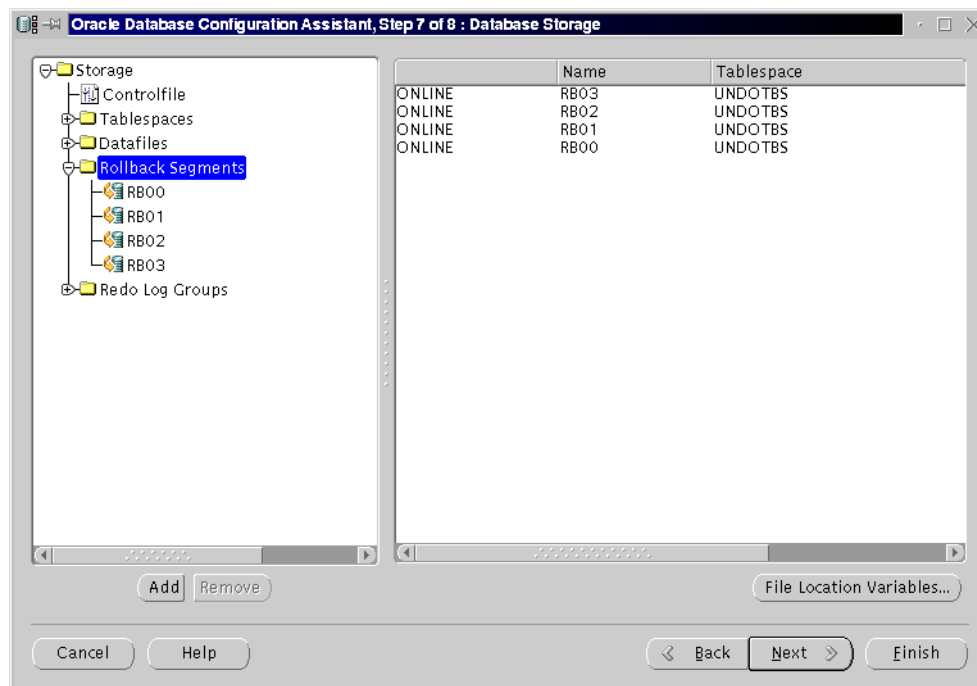 Oracle Database Configuration Assistant, Step 7 of 8 : Database Storage
Storage
Controlfile
Tablespaces
Datafiles
Rollback Segments
RB00
RB01
RB02
RB03
Redo Log Groups
Name Tablespace
ONLINE RB03 UNDOTBS
ONLINE RB02 UNDOTBS
ONLINE RB01 UNDOTBS
ONLINE RB00 UNDOTBS
Add Remove
File Location Variables...
Cancel Help Back Next Finish